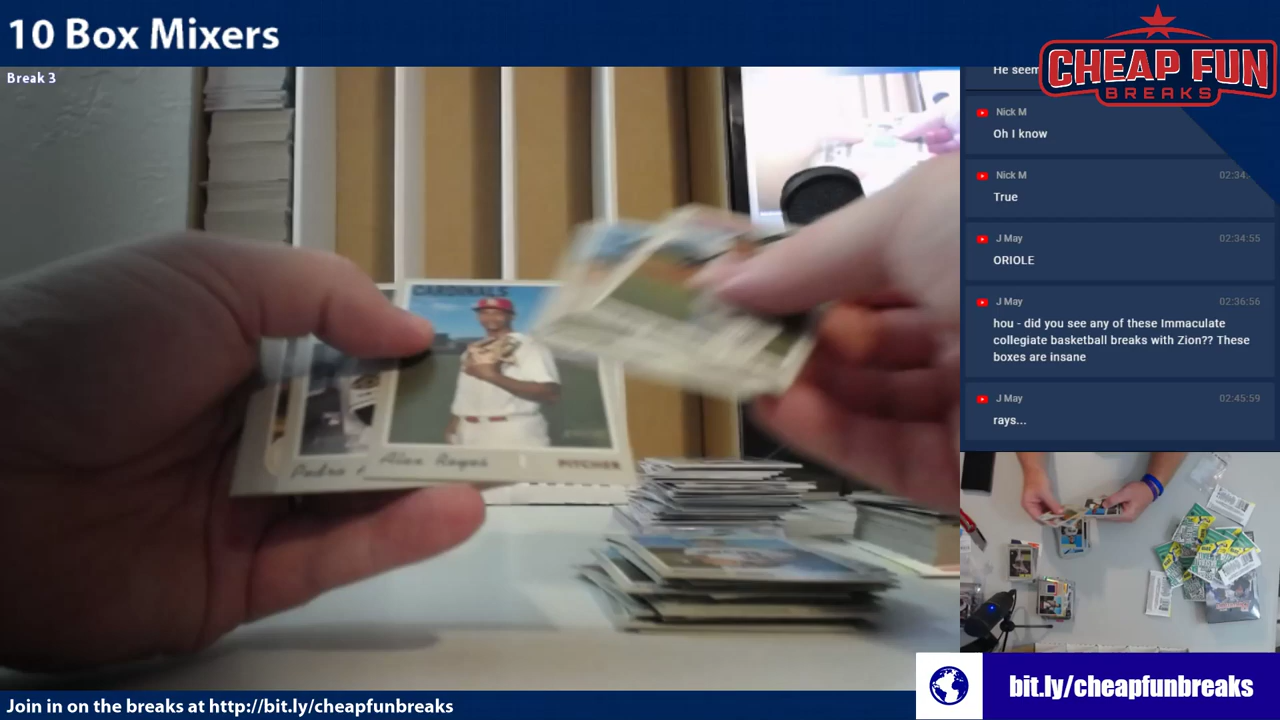 10 Box Mixers
Break 3
CHEAP FUN
BREAKS
He seem
Nick M
Oh I know
Nick M
02:34:
True
J May
02:34:55
ORIOLE
J May
02:36:56
hou - did you see any of these Immaculate
collegiate basketball breaks with Zion?? These
boxes are insane
J May
02:45:59
rays...
CARDINALS
Pedro
Alex Reyes
PITCHER
bit.ly/cheapfunbreaks
Join in on the breaks at http://bit.ly/cheapfunbreaks